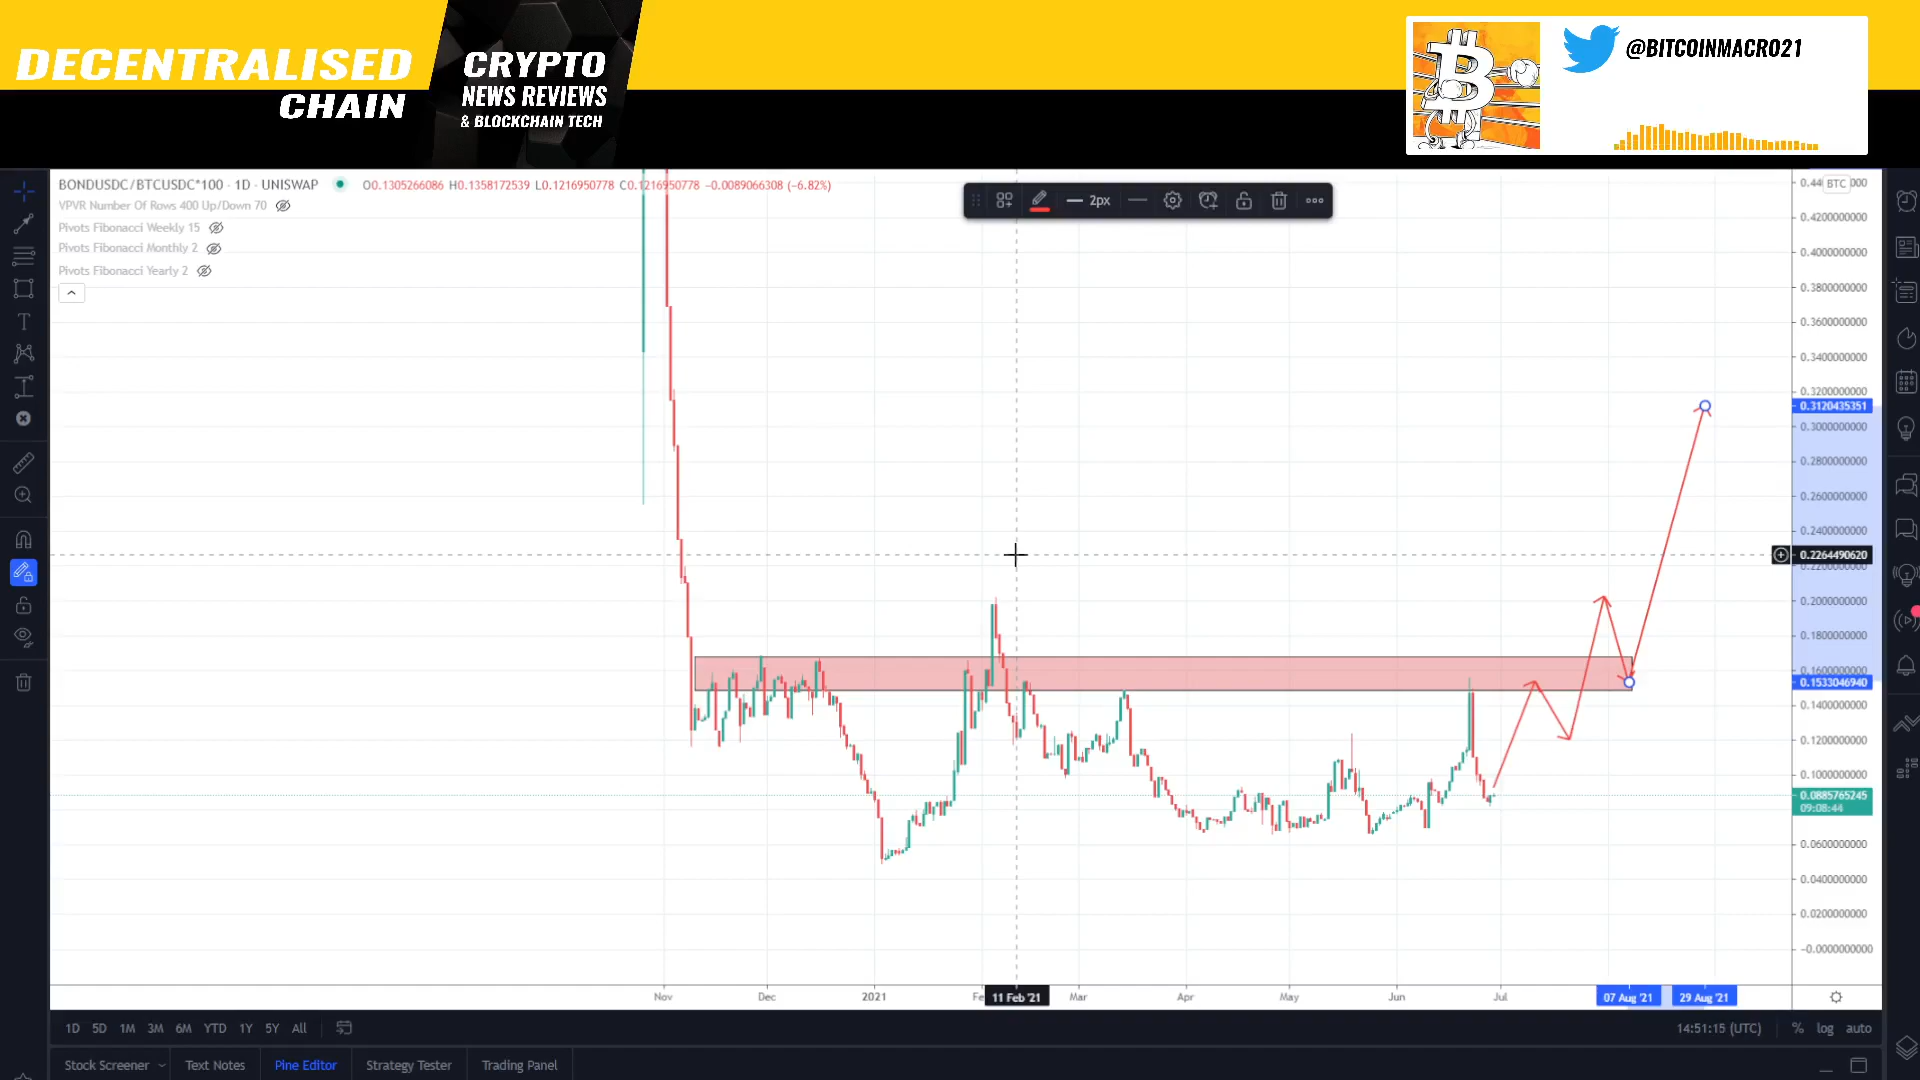 DECENTRALISED
CHAIN
CRYPTO
NEWS REVIEWS
& BLOCKCHAIN TECH
@BITCOINMACRO21
BONDUSDC/BTCUSDC*100 · 1D · UNISWAP
O0.1305266086 H0.1358172539 L0.1216950778 C0.1216950778 −0.0089066308 (−6.82%)
VPVR Number Of Rows 400 Up/Down 70
Pivots Fibonacci Weekly 15
Pivots Fibonacci Monthly 2
Pivots Fibonacci Yearly 2
2px
BTC
0.4200000000
0.4000000000
0.3800000000
0.3600000000
0.3400000000
0.3200000000
0.3120435351
0.3000000000
0.2800000000
0.2600000000
0.2400000000
0.2264490620
0.2200000000
0.2000000000
0.1800000000
0.1600000000
0.1533046940
0.1400000000
0.1200000000
0.1000000000
0.0885765245
09:08:44
0.0600000000
0.0400000000
0.0200000000
−0.0000000000
Nov
Dec
2021
11 Feb '21
Mar
Apr
May
Jun
Jul
07 Aug '21
29 Aug '21
1D 5D 1M 3M 6M YTD 1Y 5Y All
14:51:15 (UTC)
% log auto
Stock Screener
Text Notes
Pine Editor
Strategy Tester
Trading Panel